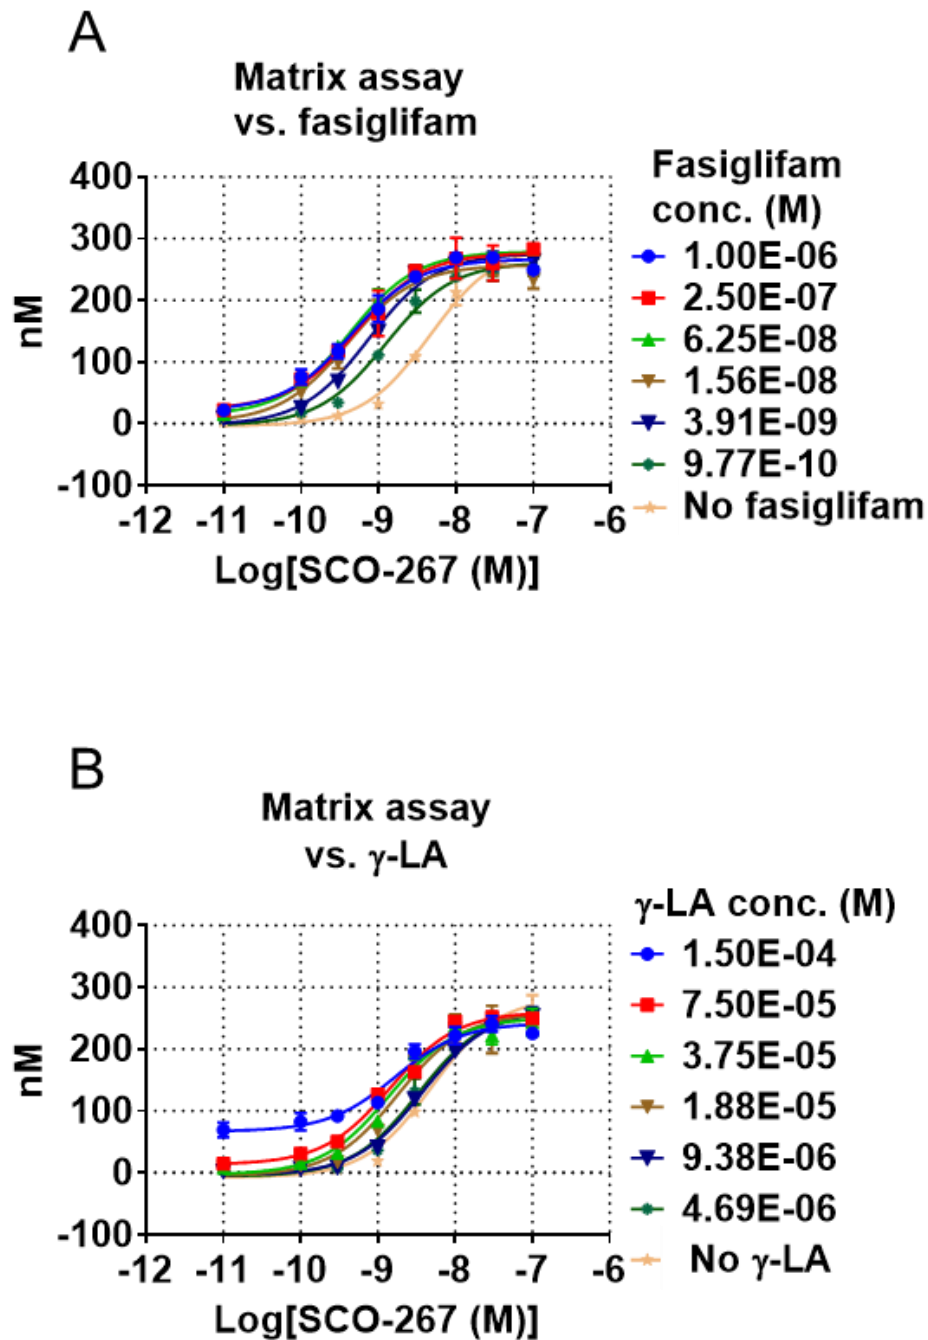 A
Matrix assay
vs. fasiglifam
400
300
200
100
0
-100
nM
-12 -11 -10 -9 -8 -7 -6
Log[SCO-267 (M)]
Fasiglifam
conc. (M)
1.00E-06
2.50E-07
6.25E-08
1.56E-08
3.91E-09
9.77E-10
No fasiglifam
B
Matrix assay
vs. γ-LA
400
300
200
100
0
-100
nM
-12 -11 -10 -9 -8 -7 -6
Log[SCO-267 (M)]
γ-LA conc. (M)
1.50E-04
7.50E-05
3.75E-05
1.88E-05
9.38E-06
4.69E-06
No γ-LA